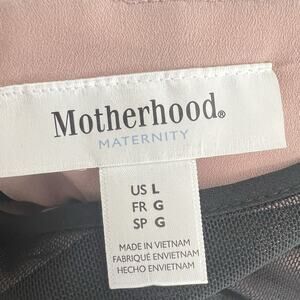 Motherhood®
MATERNITY
US L
FR G
SP G
MADE IN VIETNAM
FABRIQUÉ ENVIETNAM
HECHO ENVIETNAM